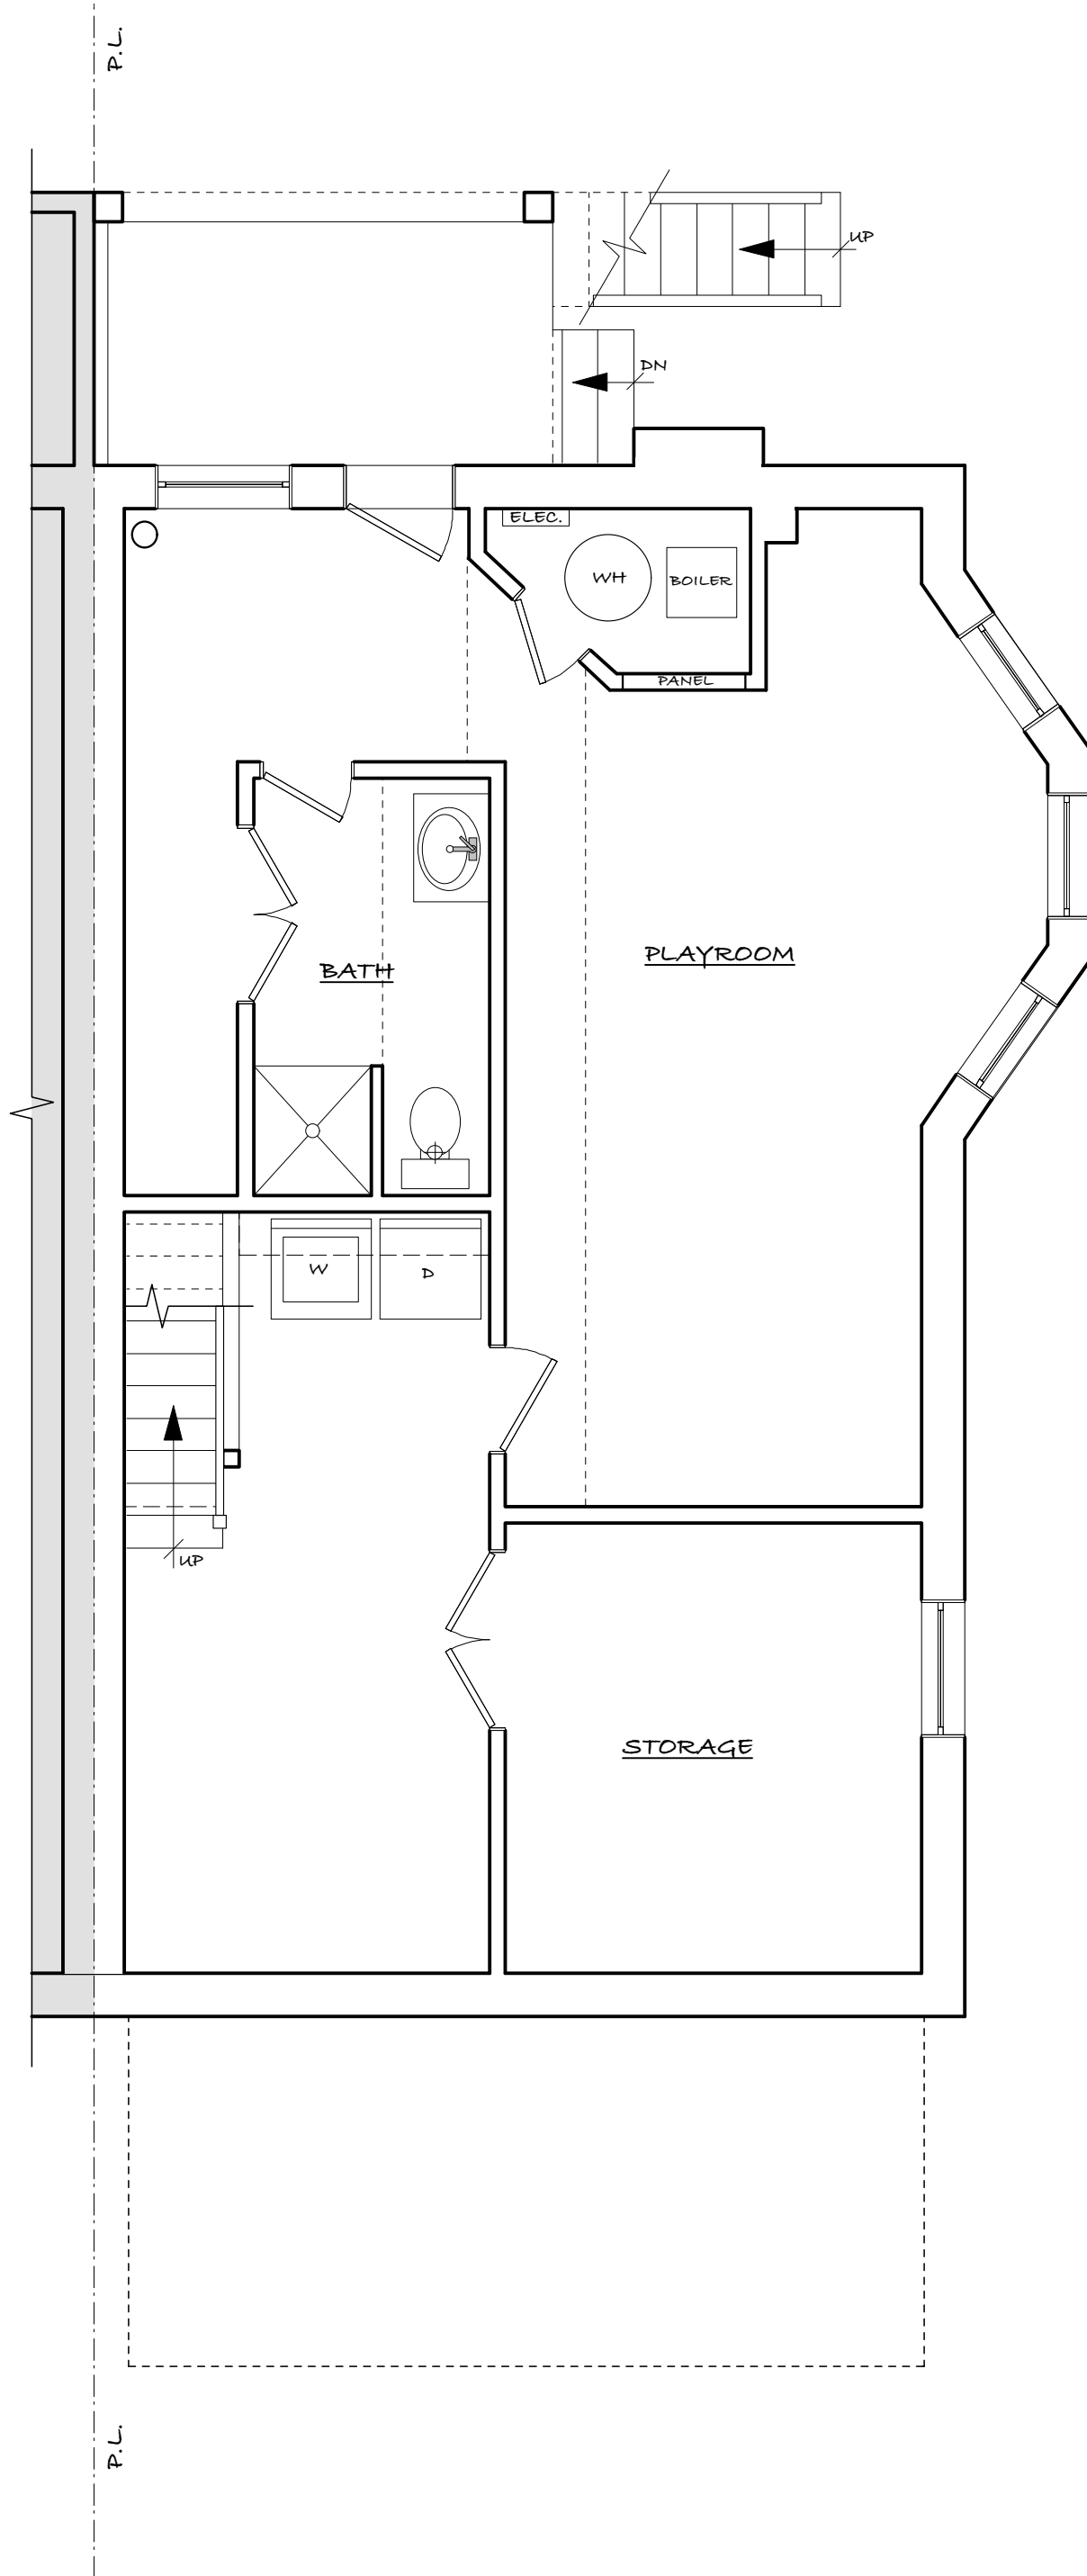 P.L.
UP
DN
ELEC.
WH
BOILER
PANEL
PLAYROOM
BATH
W
D
UP
STORAGE
P.L.